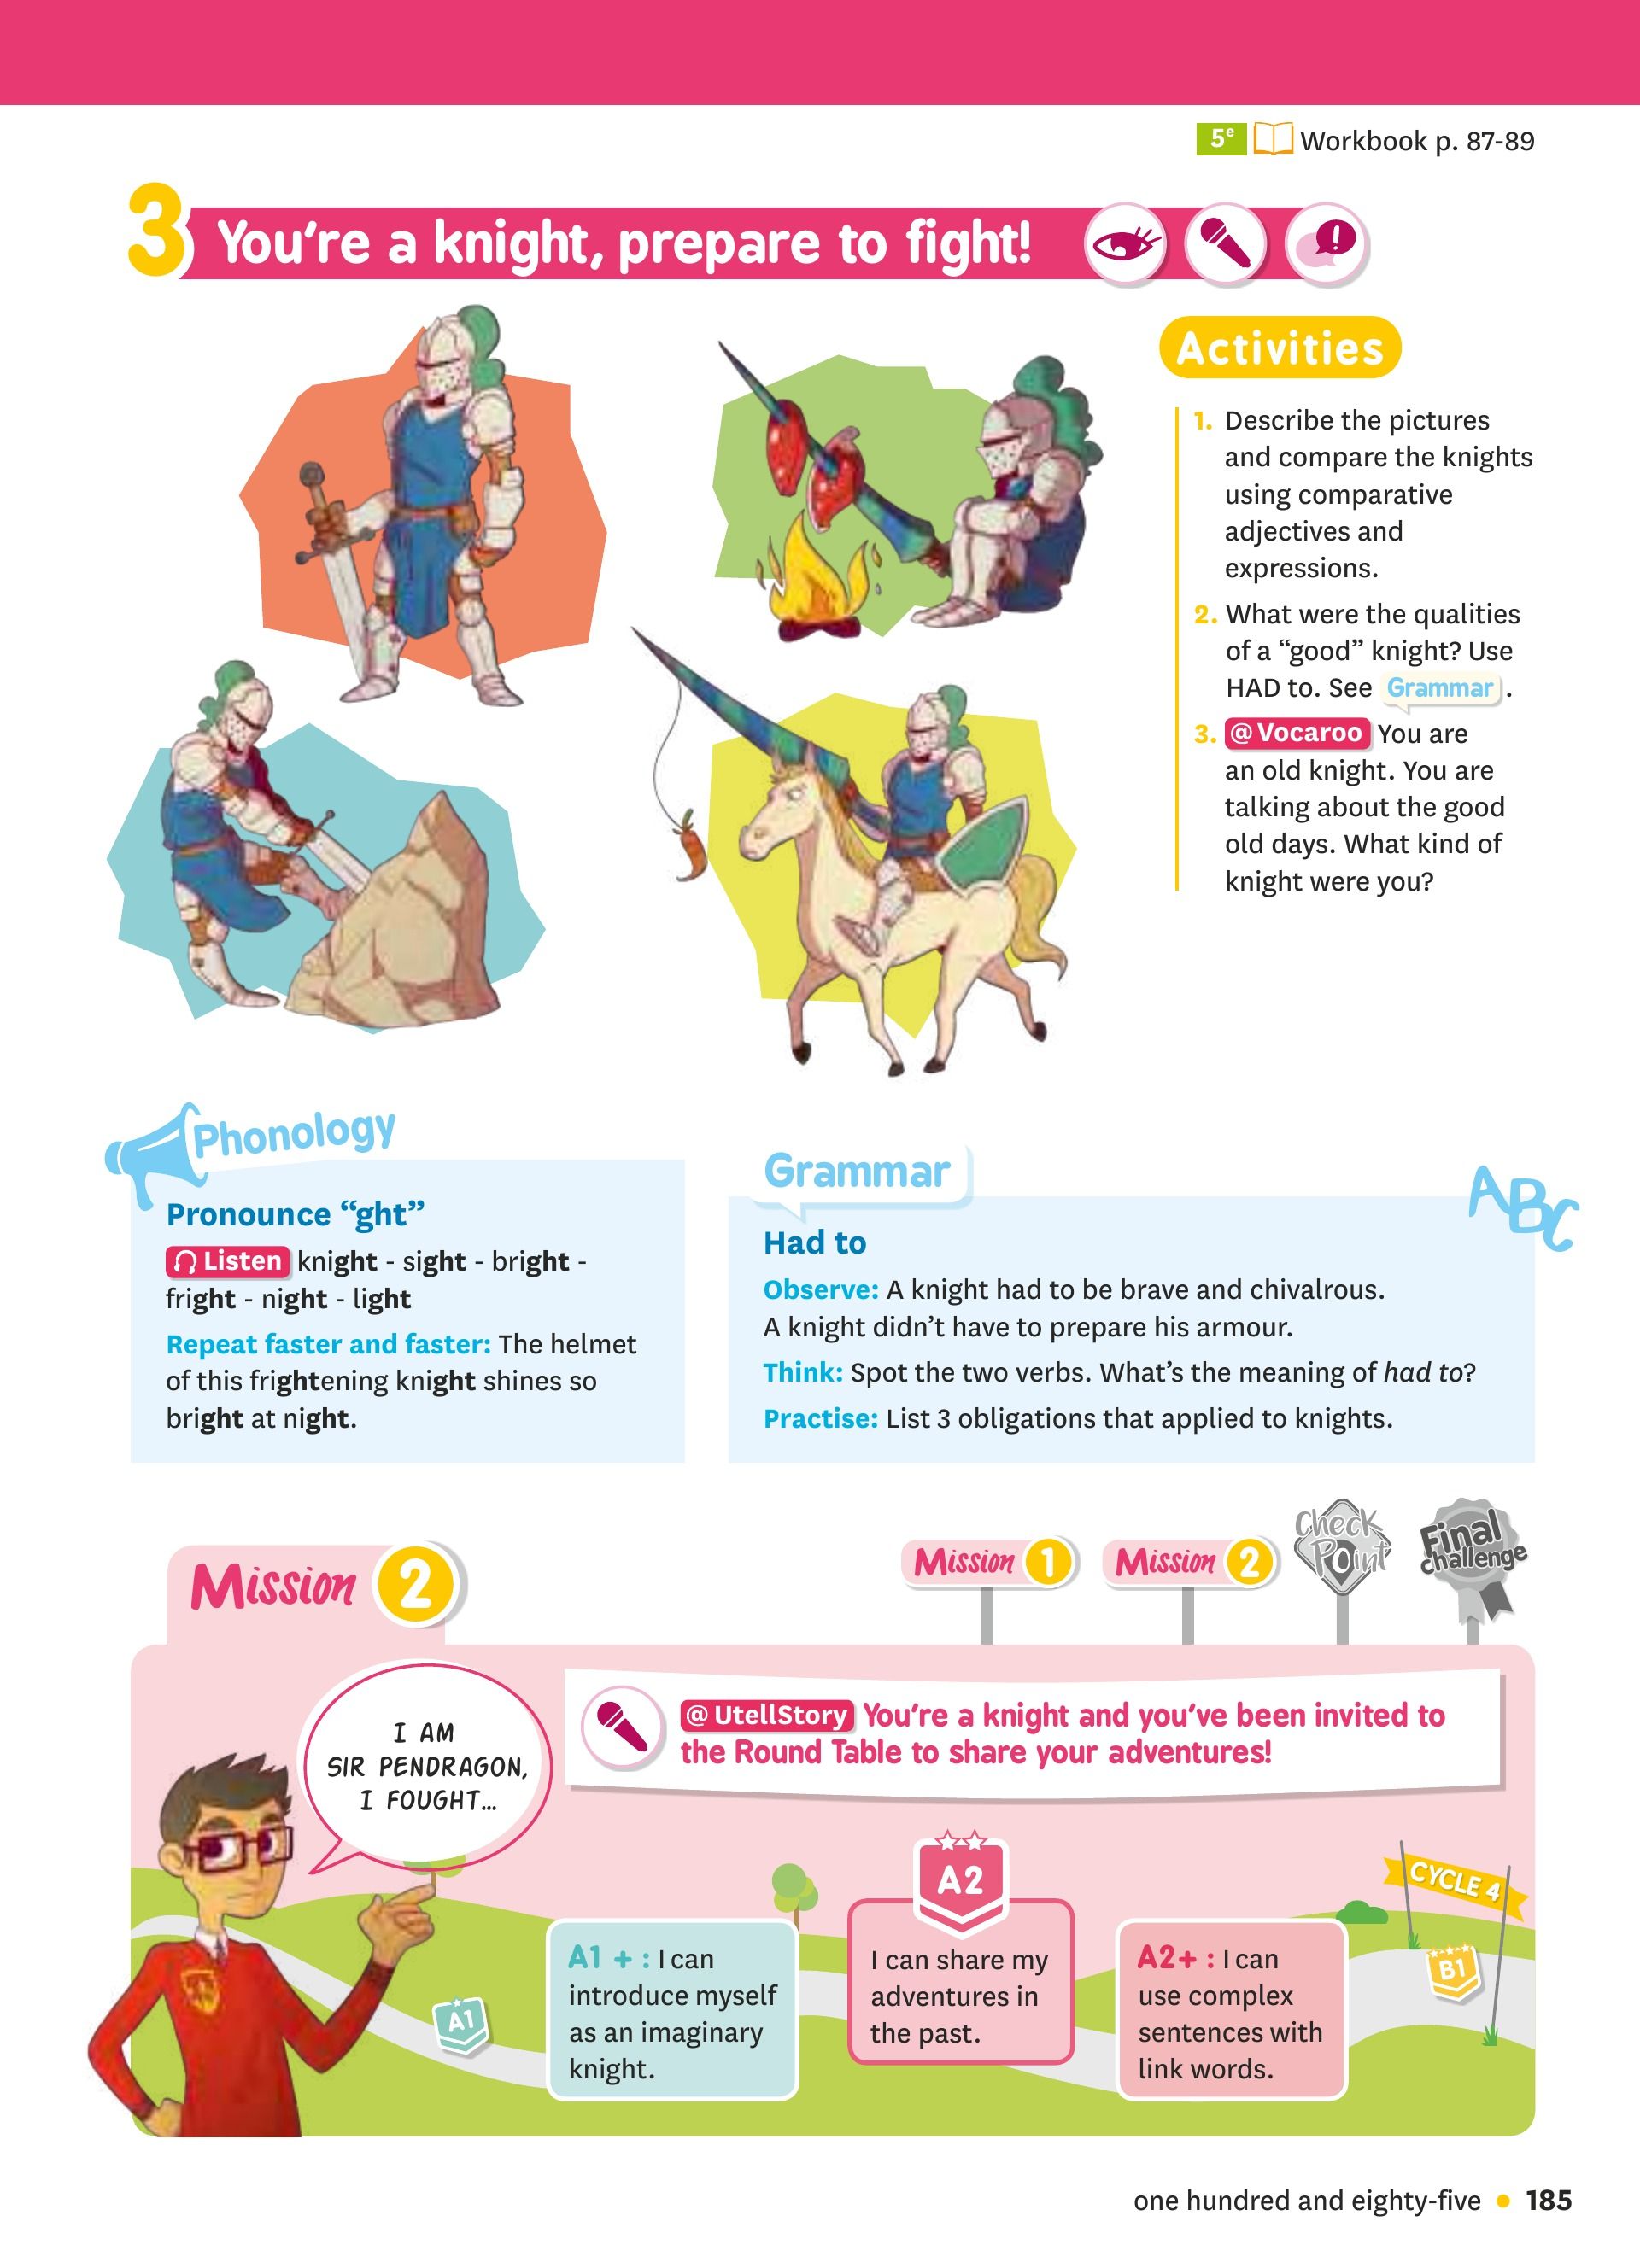 5e Workbook p. 87-89
3 You're a knight, prepare to fight!
Activities
1. Describe the pictures
and compare the knights
using comparative
adjectives and
expressions.
2. What were the qualities
of a “good” knight? Use
HAD to. See Grammar.
3. @ Vocaroo You are
an old knight. You are
talking about the good
old days. What kind of
knight were you?
Phonology
Pronounce “ght”
Listen knight - sight - bright -
fright - night - light
Repeat faster and faster: The helmet
of this frightening knight shines so
bright at night.
Grammar
ABC
Had to
Observe: A knight had to be brave and chivalrous.
A knight didn’t have to prepare his armour.
Think: Spot the two verbs. What’s the meaning of had to?
Practise: List 3 obligations that applied to knights.
Mission 2
Mission 1
Mission 2
Check
Point
Final
challenge
I AM
SIR PENDRAGON,
I FOUGHT...
@ UtellStory You’re a knight and you’ve been invited to
the Round Table to share your adventures!
A1
A1 + : I can
introduce myself
as an imaginary
knight.
A2
I can share my
adventures in
the past.
A2+ : I can
use complex
sentences with
link words.
CYCLE 4
B1
one hundred and eighty-five • 185